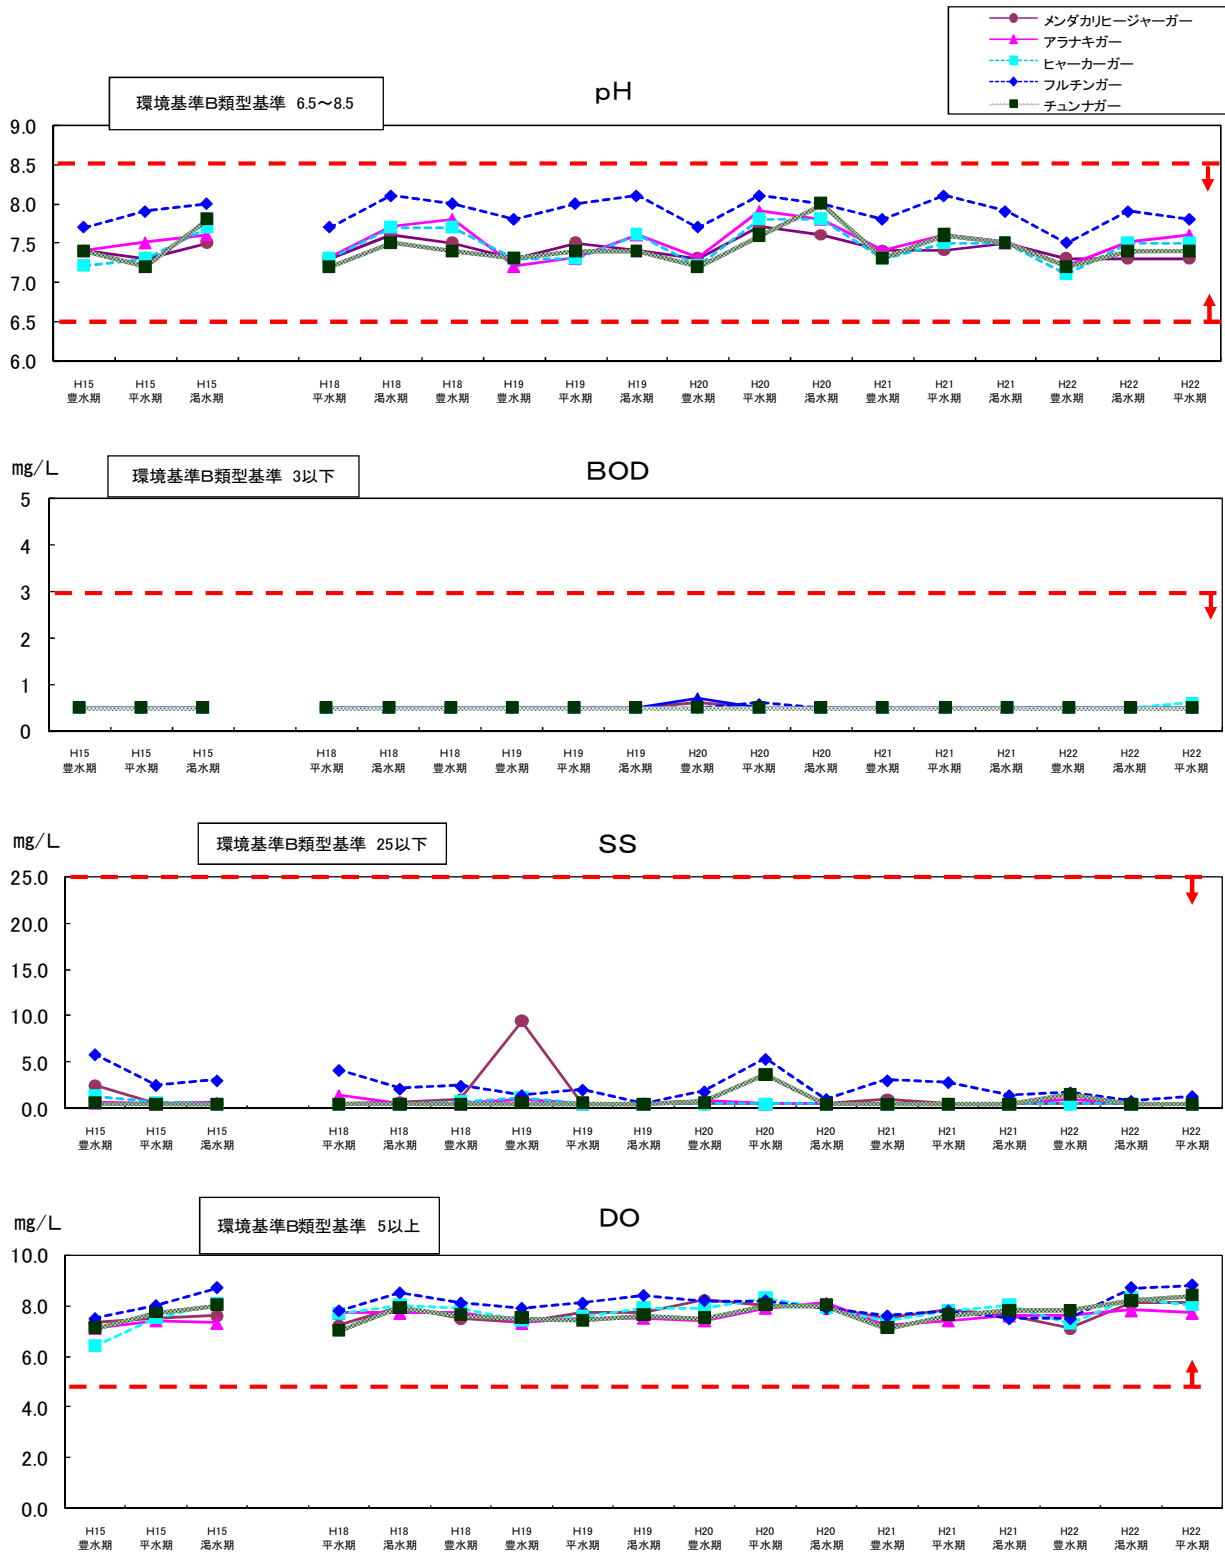 メンダカリヒージャーガー
アラナキガー
ヒャーカーガー
フルチンガー
チュンナガー
環境基準B類型基準 6.5～8.5
pH
9.0
8.5
8.0
7.5
7.0
6.5
6.0
H15 H15 H15 H18 H18 H18 H19 H19 H19 H20 H20 H20 H21 H21 H21 H22 H22 H22
豊水期 平水期 渇水期 平水期 渇水期 豊水期 豊水期 平水期 渇水期 豊水期 平水期 渇水期 豊水期 平水期 渇水期 豊水期 渇水期 平水期
mg/L
環境基準B類型基準 3以下
BOD
5
4
3
2
1
0
H15 H15 H15 H18 H18 H18 H19 H19 H19 H20 H20 H20 H21 H21 H21 H22 H22 H22
豊水期 平水期 渇水期 平水期 渇水期 豊水期 豊水期 平水期 渇水期 豊水期 平水期 渇水期 豊水期 平水期 渇水期 豊水期 渇水期 平水期
mg/L
環境基準B類型基準 25以下
SS
25.0
20.0
15.0
10.0
5.0
0.0
H15 H15 H15 H18 H18 H18 H19 H19 H19 H20 H20 H20 H21 H21 H21 H22 H22 H22
豊水期 平水期 渇水期 平水期 渇水期 豊水期 豊水期 平水期 渇水期 豊水期 平水期 渇水期 豊水期 平水期 渇水期 豊水期 渇水期 平水期
mg/L
環境基準B類型基準 5以上
DO
10.0
8.0
6.0
4.0
2.0
0.0
H15 H15 H15 H18 H18 H18 H19 H19 H19 H20 H20 H20 H21 H21 H21 H22 H22 H22
豊水期 平水期 渇水期 平水期 渇水期 豊水期 豊水期 平水期 渇水期 豊水期 平水期 渇水期 豊水期 平水期 渇水期 豊水期 渇水期 平水期